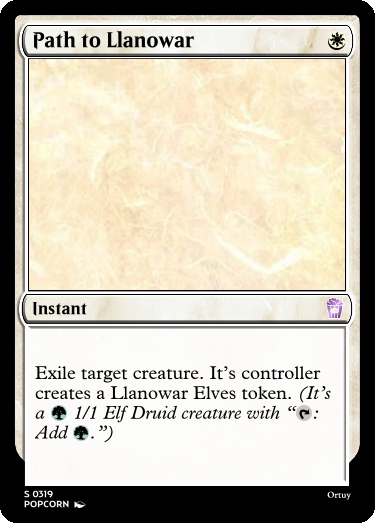 Path to Llanowar
Instant
Exile target creature. It's controller
creates a Llanowar Elves token. (It's
a 1/1 Elf Druid creature with “:
Add .”)
S 0319
POPCORN
Ortuy